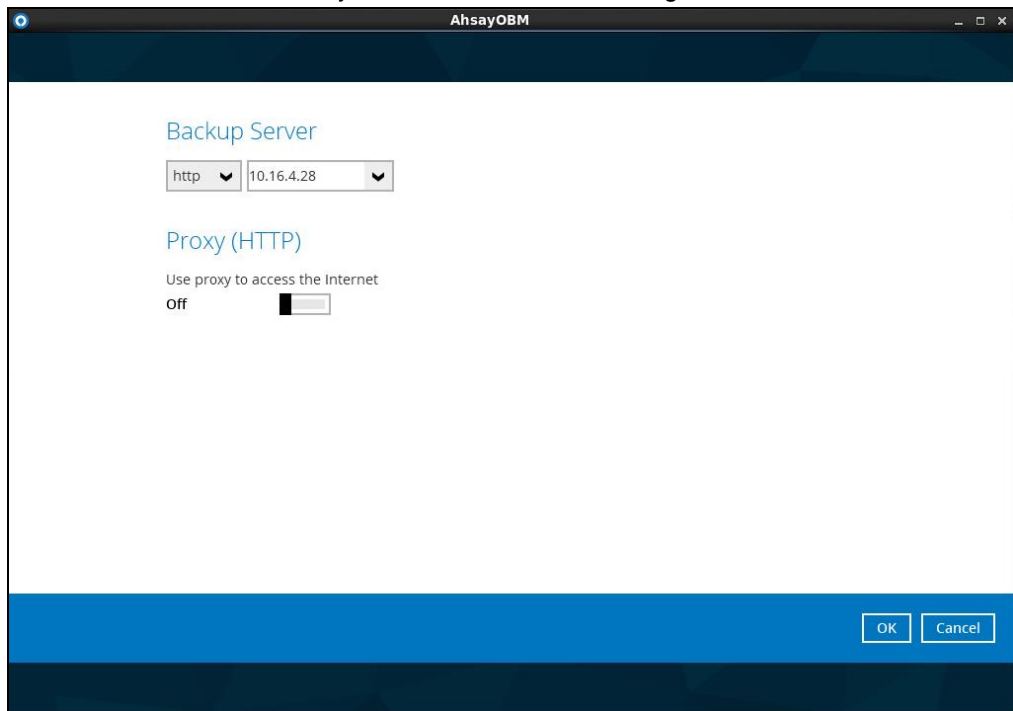 AhsayOBM
Backup Server
http 10.16.4.28
Proxy (HTTP)
Use proxy to access the Internet
Off
OK Cancel